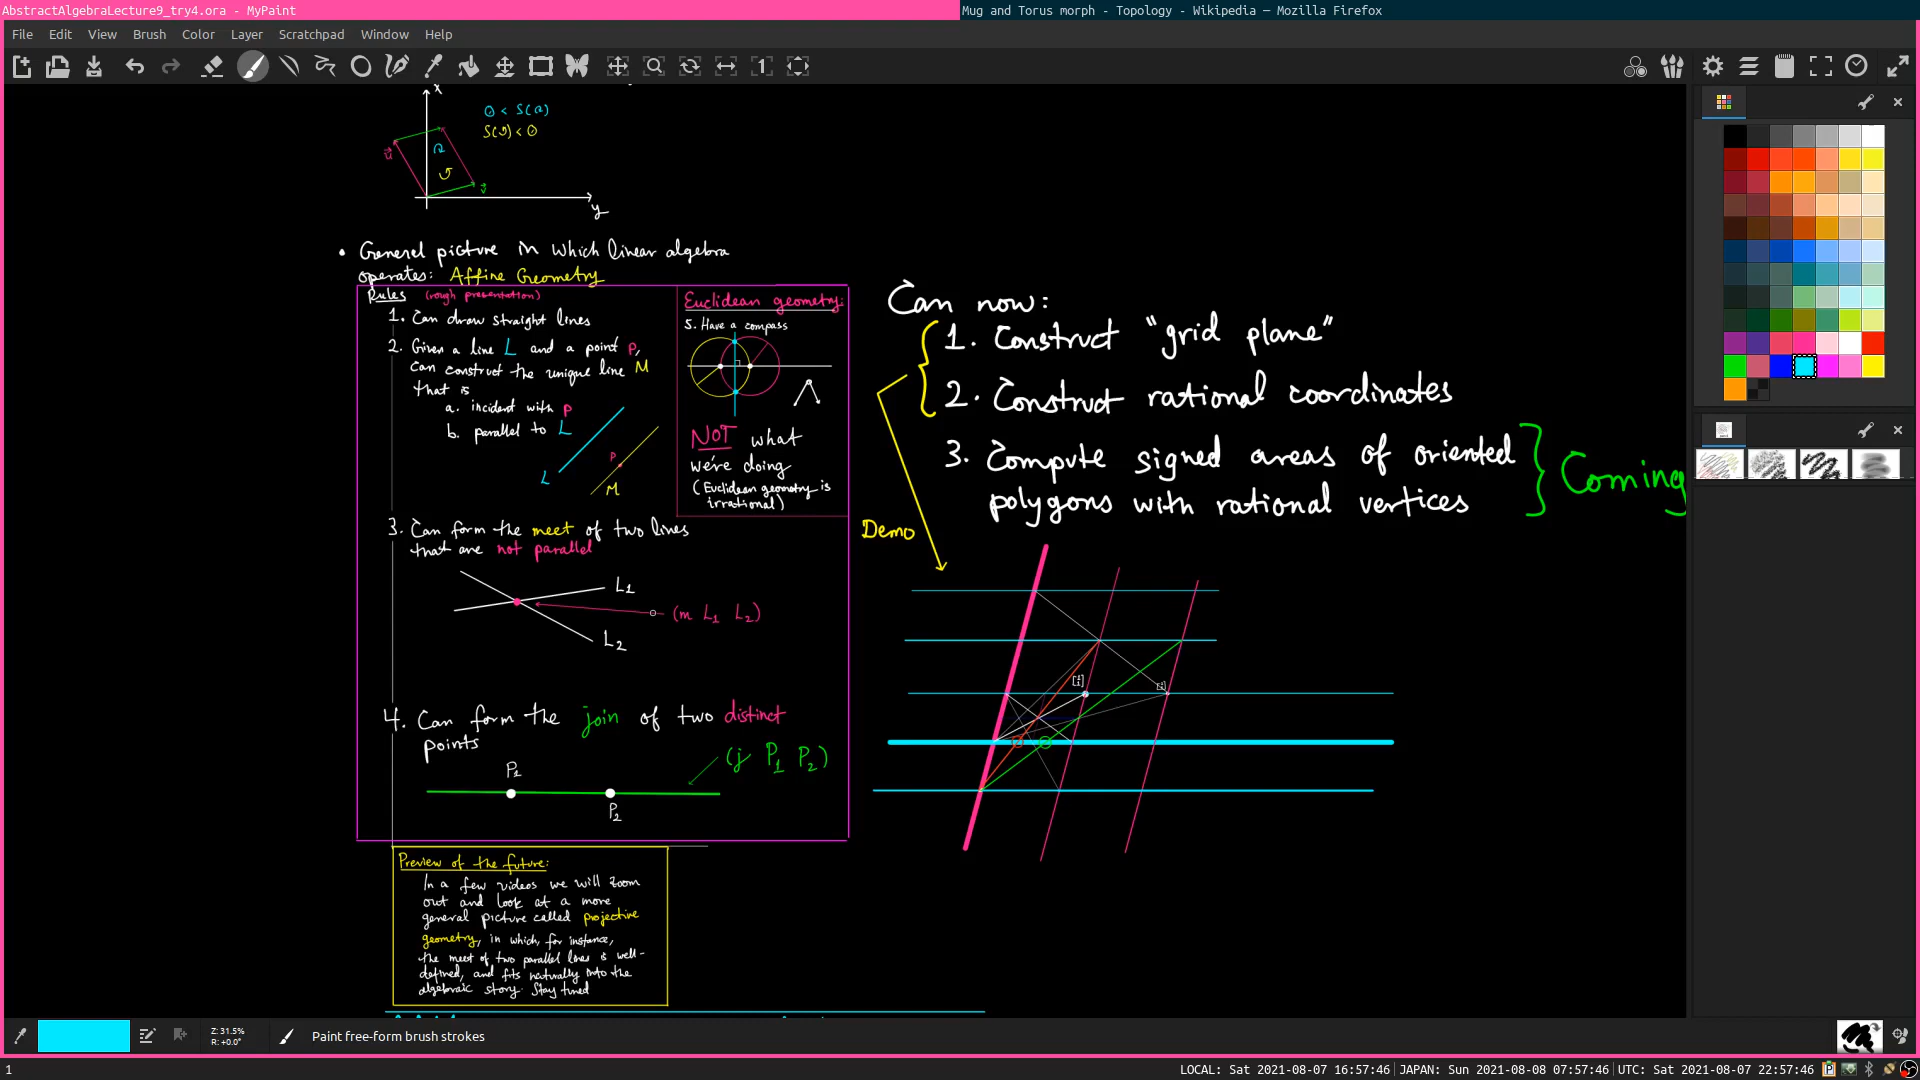 AbstractAlgebraLecture9_try4.ora - MyPaint
Mug and Torus morph - Topology - Wikipedia — Mozilla Firefox
File Edit View Brush Color Layer Scratchpad Window Help
x
0 < S(↻)
S(↺) < 0
u
v
y
• General picture in which linear algebra
operates: Affine Geometry
Rules (rough presentation)
1. Can draw straight lines
2. Given a line L and a point P,
can construct the unique line M
that is
a. incident with P
b. parallel to L
L
P
M
Euclidean geometry:
5. Have a compass
NOT what
we're doing
(Euclidean geometry is
irrational)
3. Can form the meet of two lines
that are not parallel
L1
L2
(m L1 L2)
4. Can form the join of two distinct
points
P1
P2
(j P1 P2)
Preview of the future:
In a few videos we will zoom
out and look at a more
general picture called projective
geometry, in which, for instance,
the meet of two parallel lines is well-
defined, and fits naturally into the
algebraic story. Stay tuned
Can now:
1. Construct "grid plane"
2. Construct rational coordinates
3. Compute signed areas of oriented
polygons with rational vertices
Coming
Demo
Z: 31.5%
R: +0.0°
Paint free-form brush strokes
1
LOCAL: Sat 2021-08-07 16:57:46 | JAPAN: Sun 2021-08-08 07:57:46 | UTC: Sat 2021-08-07 22:57:46